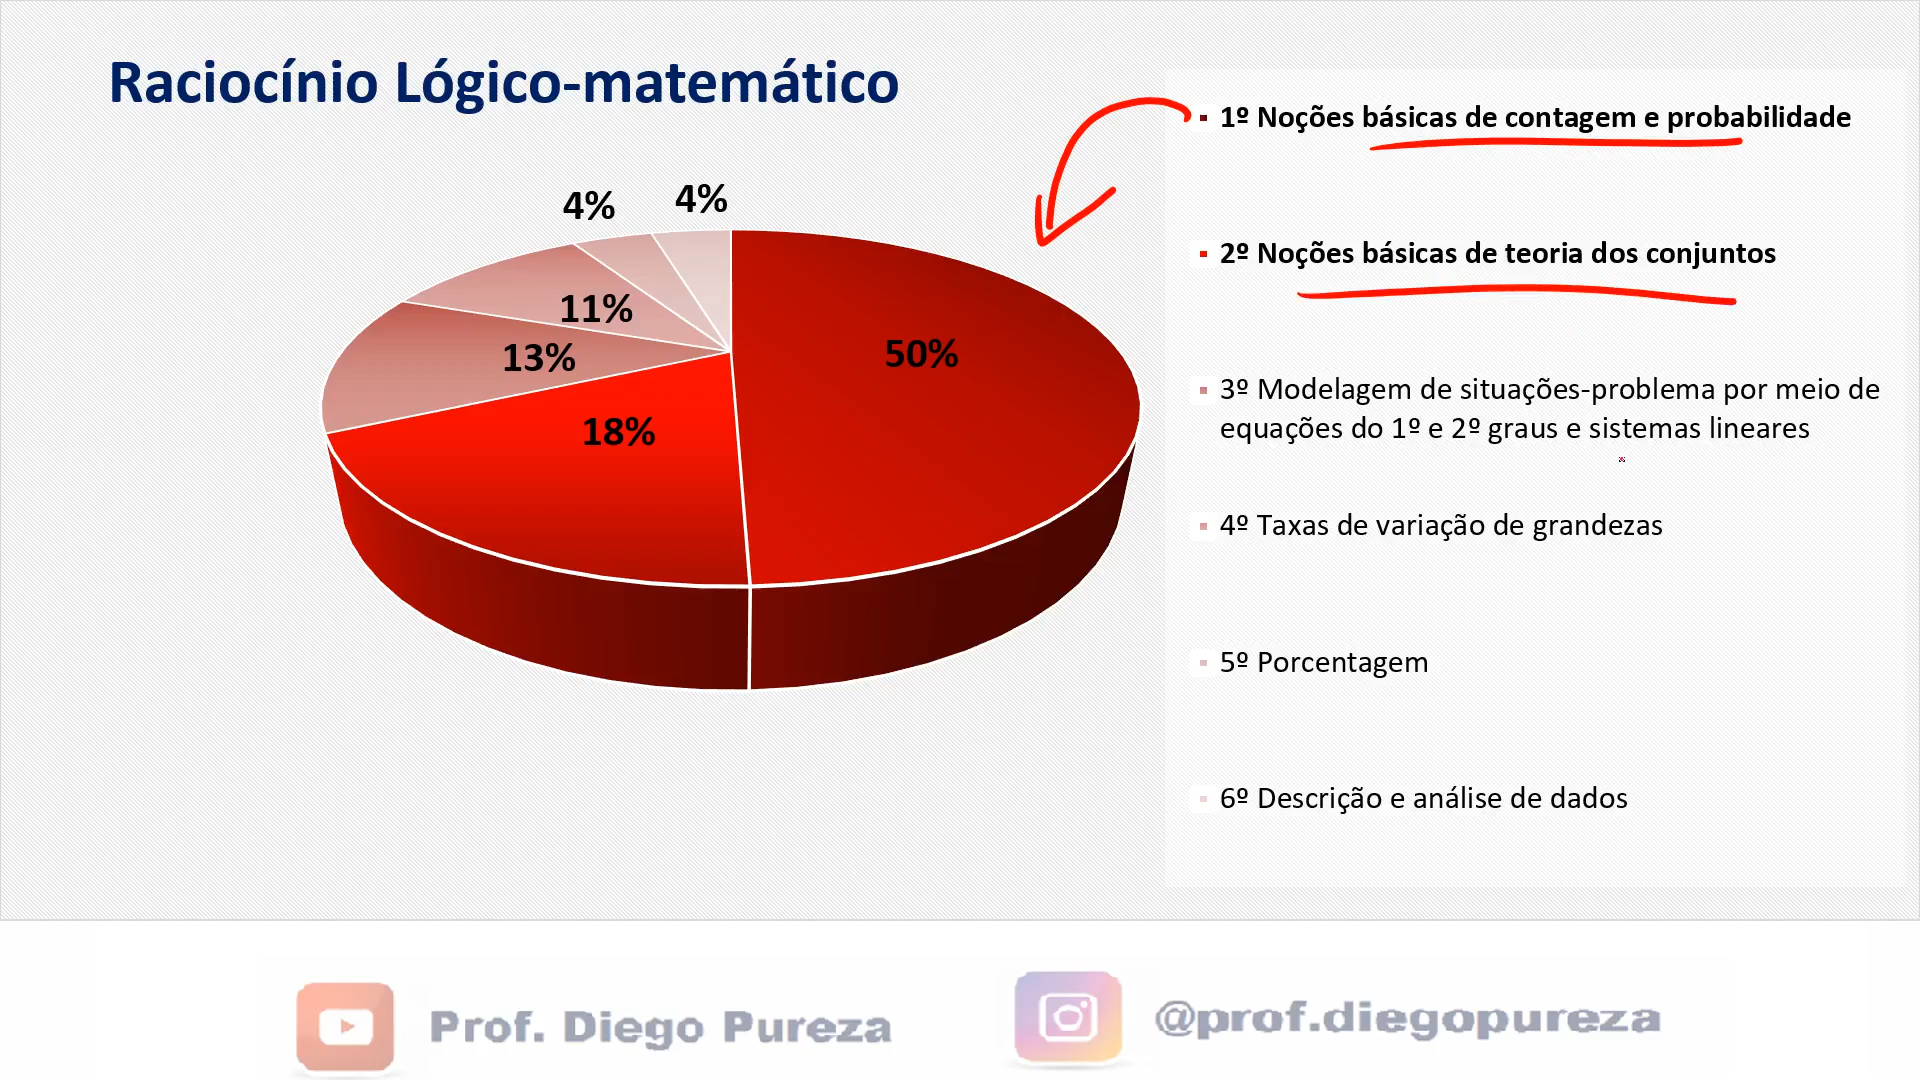 Raciocínio Lógico-matemático
4%
4%
11%
13%
18%
50%
1º Noções básicas de contagem e probabilidade
2º Noções básicas de teoria dos conjuntos
3º Modelagem de situações-problema por meio de
equações do 1º e 2º graus e sistemas lineares
4º Taxas de variação de grandezas
5º Porcentagem
6º Descrição e análise de dados
Prof. Diego Pureza
@prof.diegopureza